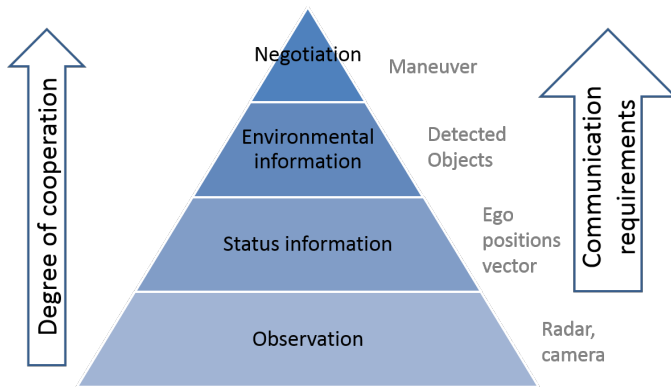 Negotiation
Maneuver
Environmental
information
Detected
Objects
Status information
Ego
positions
vector
Observation
Radar,
camera
Degree of cooperation
Communication
requirements